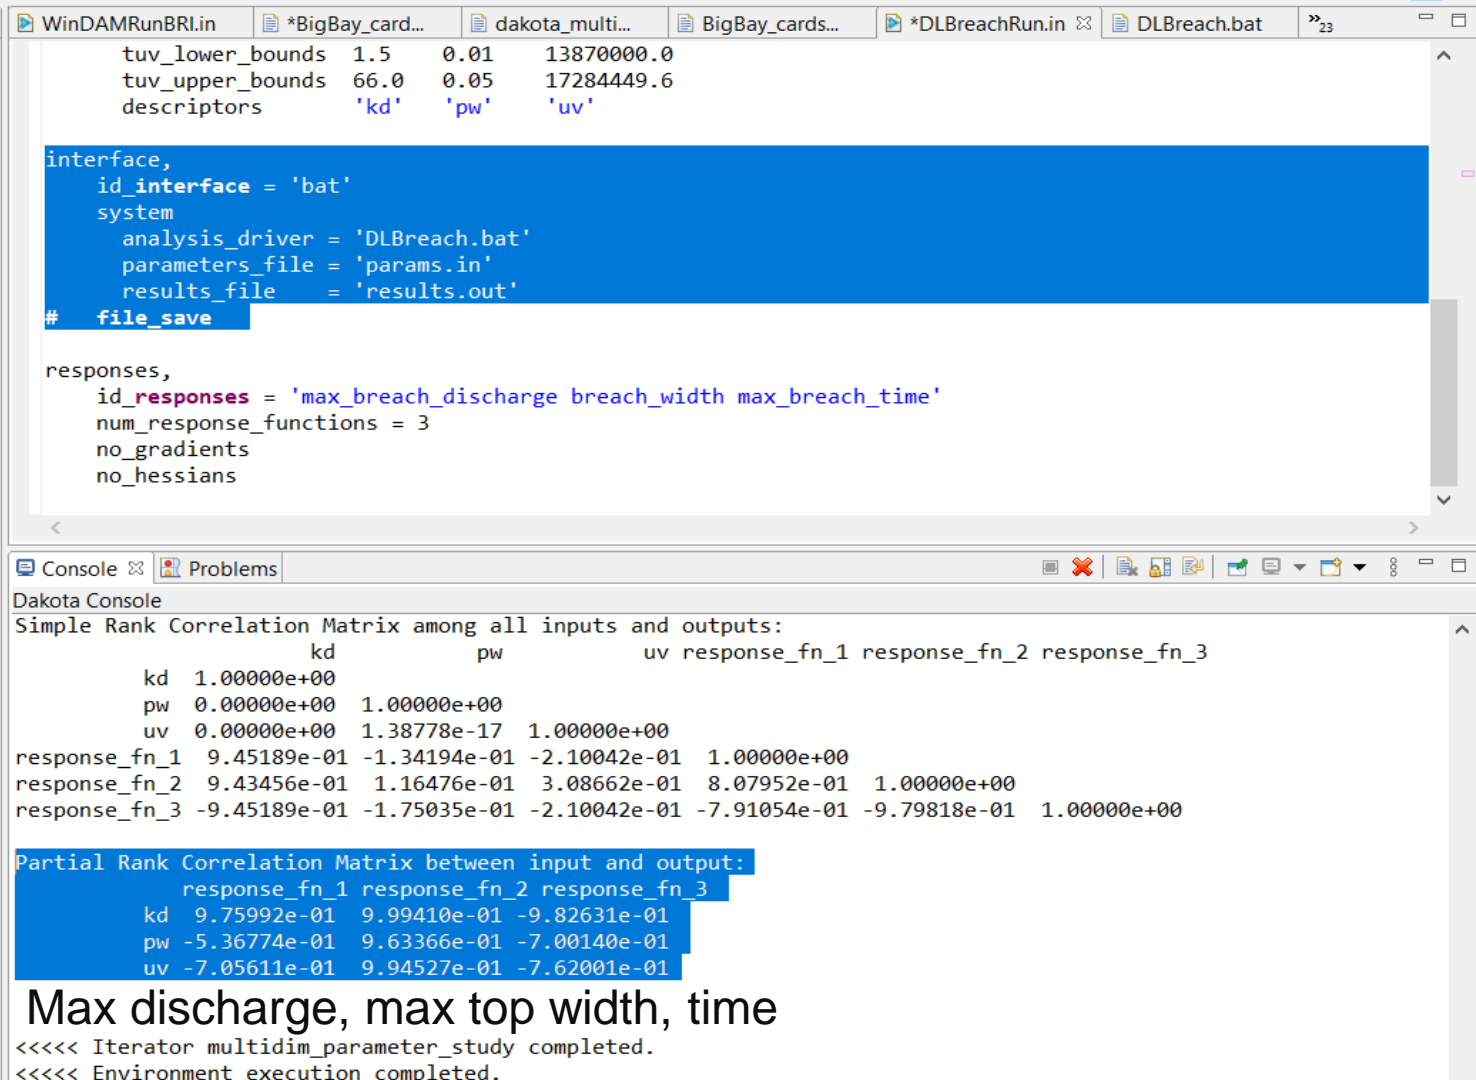 WinDAMRunBRI.in *BigBay_card... dakota_multi... BigBay_cards... *DLBreachRun.in DLBreach.bat »23
tuv_lower_bounds 1.5 0.01 13870000.0
tuv_upper_bounds 66.0 0.05 17284449.6
descriptors 'kd' 'pw' 'uv'
interface,
id_interface = 'bat'
system
analysis_driver = 'DLBreach.bat'
parameters_file = 'params.in'
results_file = 'results.out'
# file_save
responses,
id_responses = 'max_breach_discharge breach_width max_breach_time'
num_response_functions = 3
no_gradients
no_hessians
Console Problems
Dakota Console
Simple Rank Correlation Matrix among all inputs and outputs:
kd pw uv response_fn_1 response_fn_2 response_fn_3
kd 1.00000e+00
pw 0.00000e+00 1.00000e+00
uv 0.00000e+00 1.38778e-17 1.00000e+00
response_fn_1 9.45189e-01 -1.34194e-01 -2.10042e-01 1.00000e+00
response_fn_2 9.43456e-01 1.16476e-01 3.08662e-01 8.07952e-01 1.00000e+00
response_fn_3 -9.45189e-01 -1.75035e-01 -2.10042e-01 -7.91054e-01 -9.79818e-01 1.00000e+00
Partial Rank Correlation Matrix between input and output:
response_fn_1 response_fn_2 response_fn_3
kd 9.75992e-01 9.99410e-01 -9.82631e-01
pw -5.36774e-01 9.63366e-01 -7.00140e-01
uv -7.05611e-01 9.94527e-01 -7.62001e-01
Max discharge, max top width, time
<<<<< Iterator multidim_parameter_study completed.
<<<<< Environment execution completed.